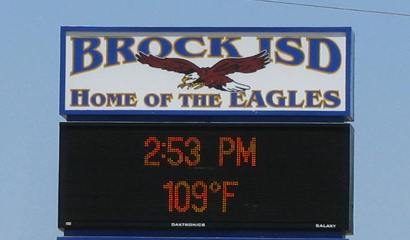 BROCK ISD
HOME OF THE EAGLES
2:53 PM
109°F
DAKTRONICS GALAXY